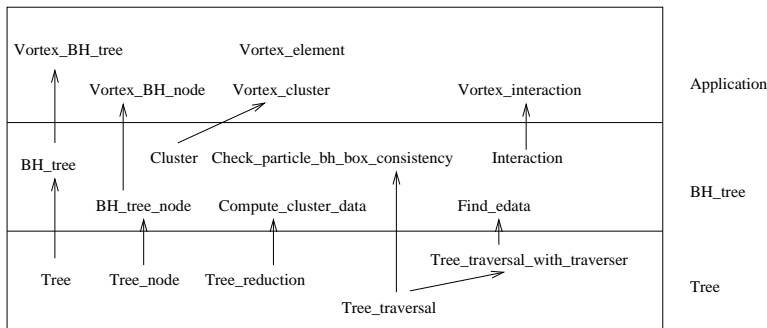 Vortex_BH_tree Vortex_element
Vortex_BH_node Vortex_cluster Vortex_interaction Application
BH_tree Cluster Check_particle_bh_box_consistency Interaction
BH_tree_node Compute_cluster_data Find_edata BH_tree
Tree Tree_node Tree_reduction Tree_traversal_with_traverser
Tree_traversal Tree